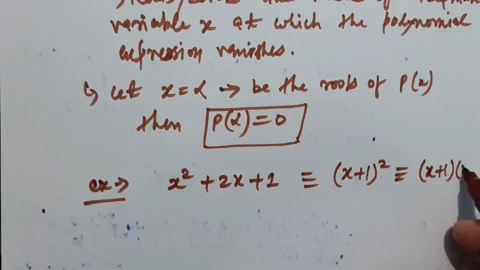 variable x at which the polynomial
expression vanishes.
↳ Let x = α → be the roots of P(x)
then P(α) = 0
ex → x² + 2x + 1 ≡ (x+1)² ≡ (x+1)(